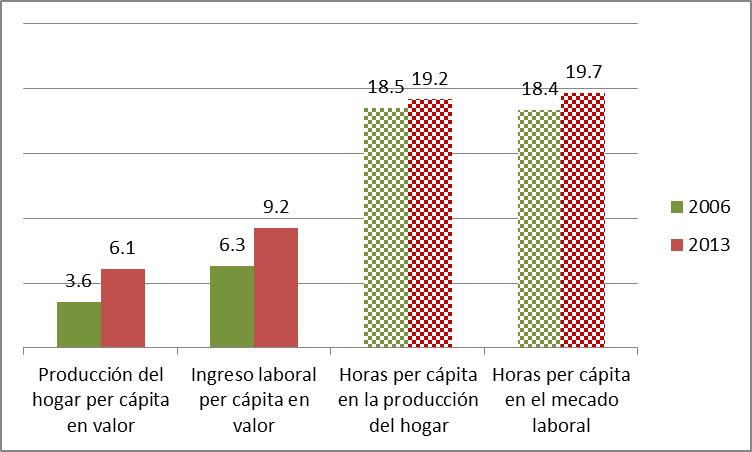 18.5
19.2
18.4
19.7
9.2
6.3
6.1
3.6
2006
2013
Producción del
hogar per cápita
en valor
Ingreso laboral
per cápita en
valor
Horas per cápita
en la producción
del hogar
Horas per cápita
en el mecado
laboral